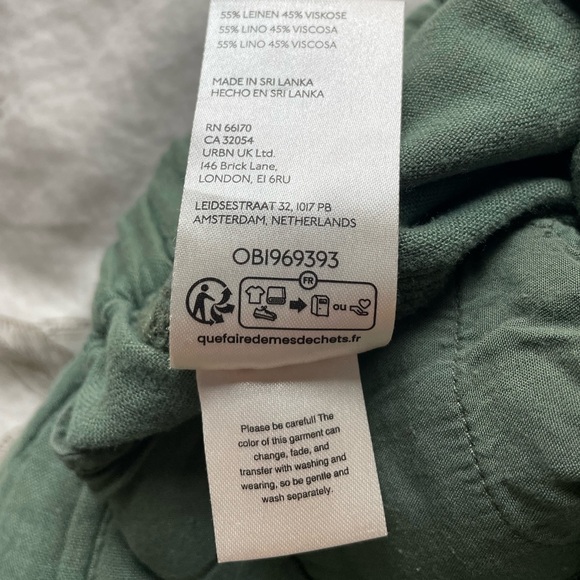 55% LEINEN 45% VISKOSE
55% LINO 45% VISCOSA
55% LINO 45% VISCOSA
MADE IN SRI LANKA
HECHO EN SRI LANKA
RN 66170
CA 32054
URBN UK Ltd.
146 Brick Lane,
LONDON, E1 6RU
LEIDSESTRAAT 32, 1017 PB
AMSTERDAM, NETHERLANDS
OB1969393
FR
ou
quefairedemesdechets.fr
Please be careful! The
color of this garment can
change, fade, and
transfer with washing and
wearing, so be gentle and
wash separately.